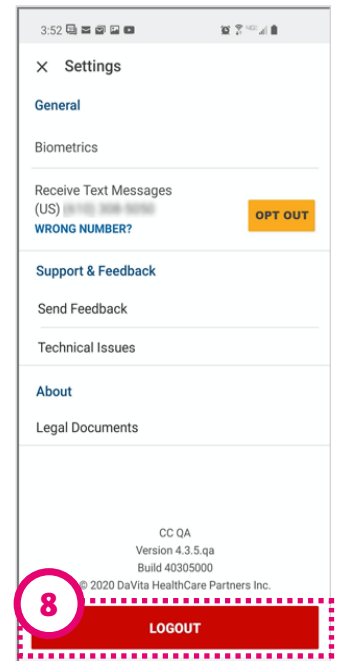 3:52
× Settings
General
Biometrics
Receive Text Messages
(US)
WRONG NUMBER?
OPT OUT
Support & Feedback
Send Feedback
Technical Issues
About
Legal Documents
CC QA
Version 4.3.5.qa
Build 40305000
© 2020 DaVita HealthCare Partners Inc.
8
LOGOUT